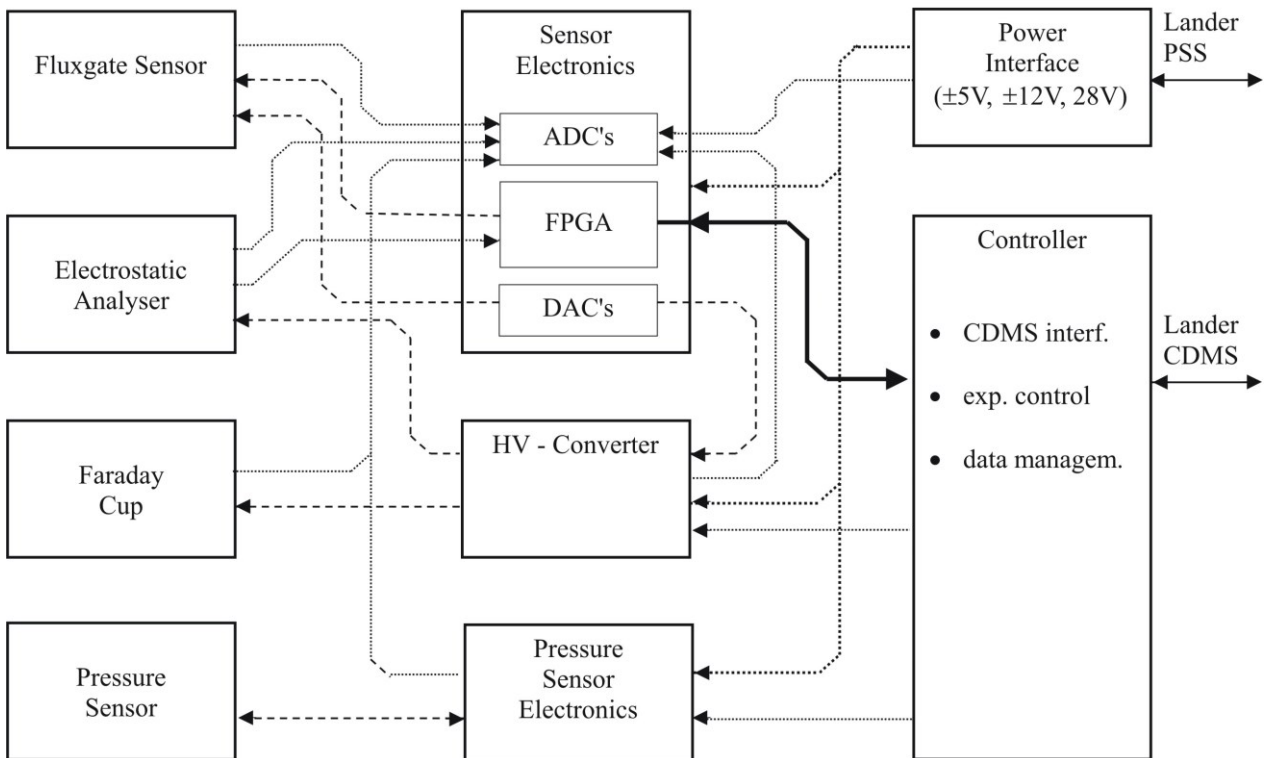 Fluxgate Sensor
Sensor
Electronics
ADC's
FPGA
DAC's
Power
Interface
(±5V, ±12V, 28V)
Lander
PSS
Electrostatic
Analyser
Controller
• CDMS interf.
• exp. control
• data managem.
Lander
CDMS
Faraday
Cup
HV - Converter
Pressure
Sensor
Pressure
Sensor
Electronics